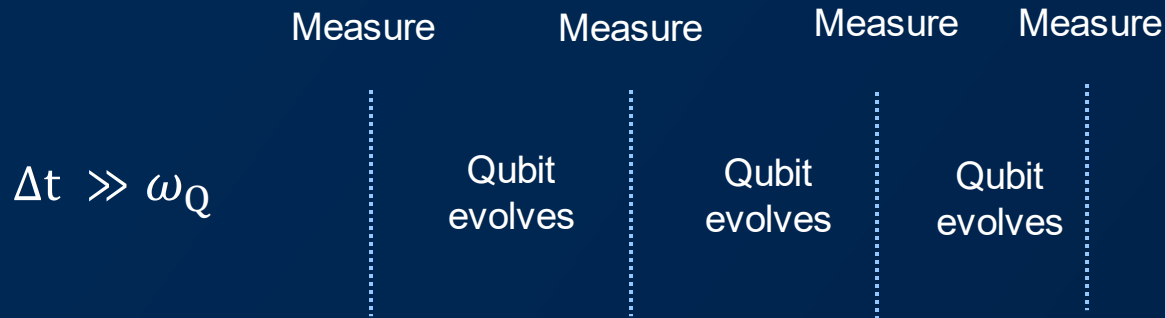 Measure Measure Measure Measure
Δt ≫ ω_Q
Qubit
evolves
Qubit
evolves
Qubit
evolves